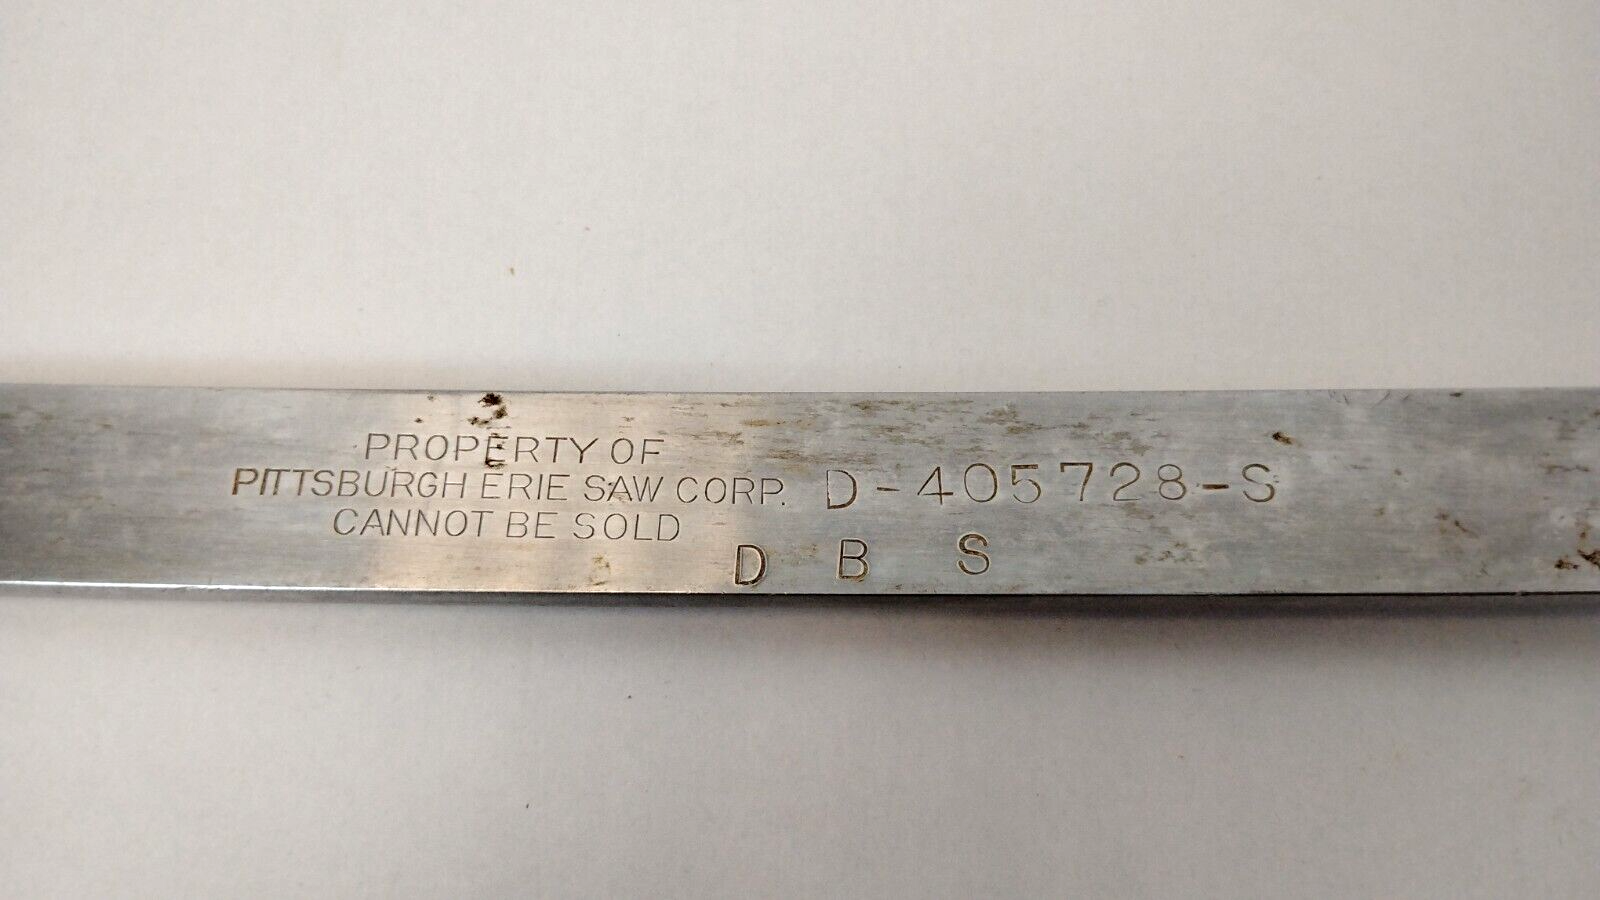 PROPERTY OF
PITTSBURGH ERIE SAW CORP. D-405728-S
CANNOT BE SOLD
D B S